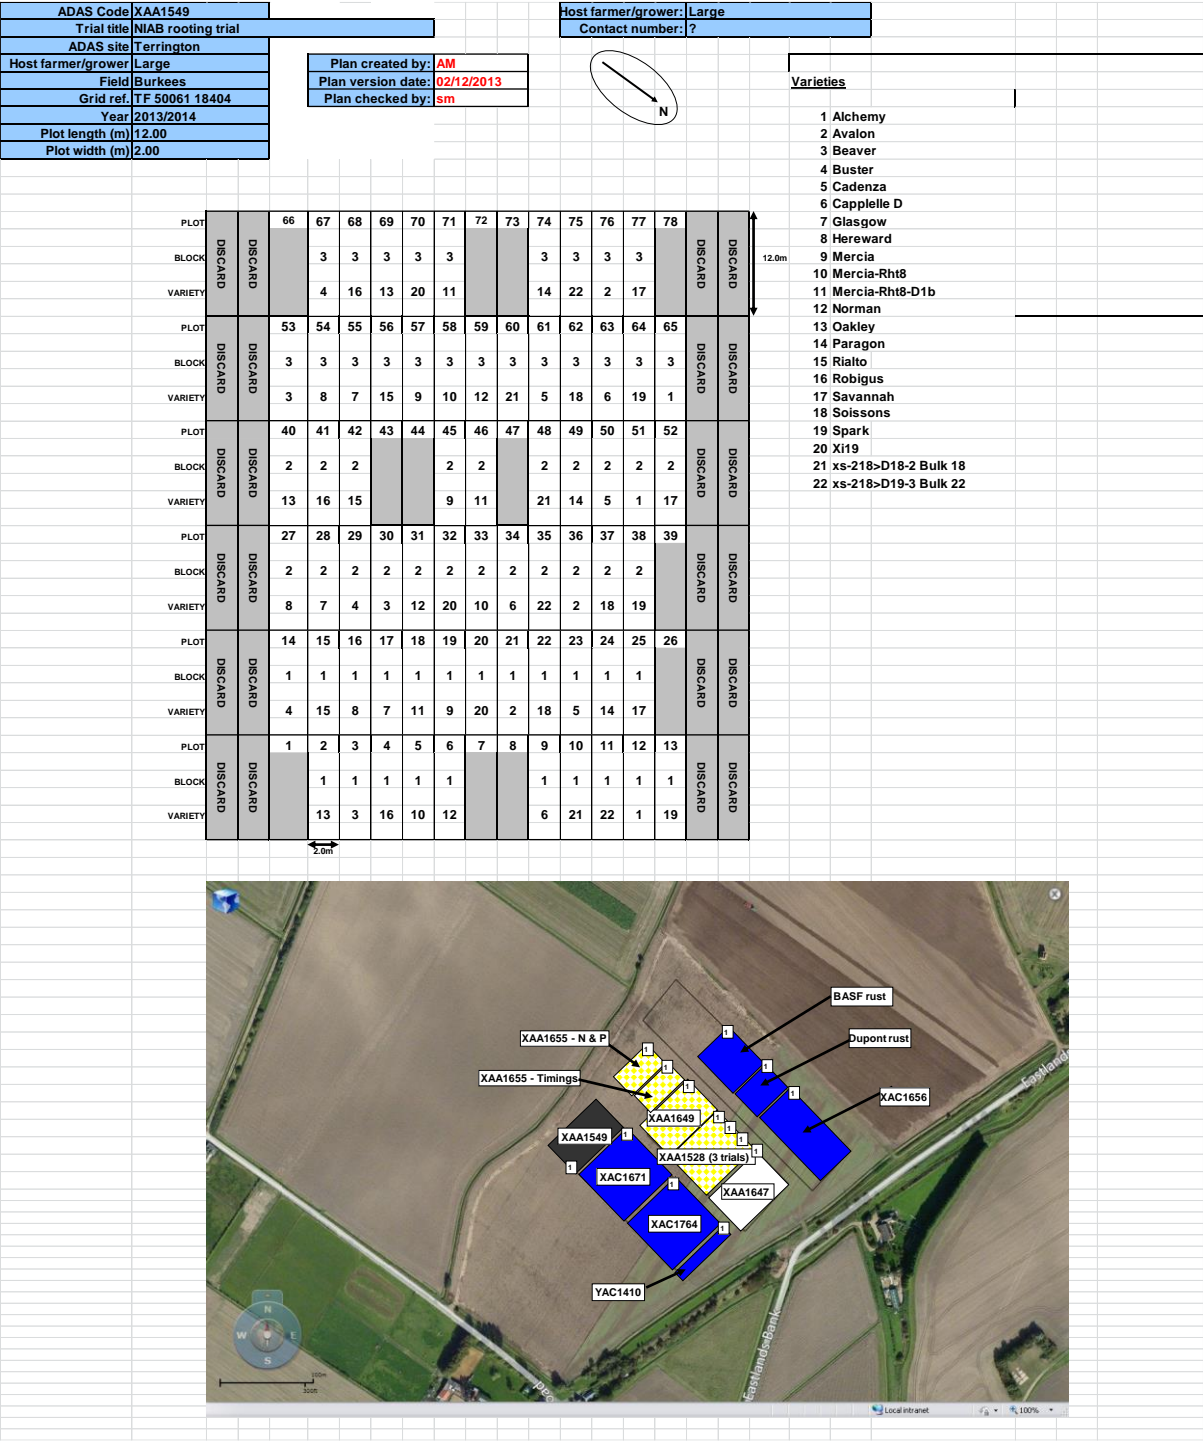 ADAS Code XAA1549 Host farmer/grower: Large
Trial title NIAB rooting trial Contact number: ?
ADAS site Terrington
Host farmer/grower Large Plan created by: AM
Field Burkees Plan version date: 02/12/2013
Grid ref. TF 50061 18404 Plan checked by: sm
Year 2013/2014
Plot length (m) 12.00
Plot width (m) 2.00
N
Varieties
1 Alchemy
2 Avalon
3 Beaver
4 Buster
5 Cadenza
6 Capplelle D
7 Glasgow
8 Hereward
9 Mercia
10 Mercia-Rht8
11 Mercia-Rht8-D1b
12 Norman
13 Oakley
14 Paragon
15 Rialto
16 Robigus
17 Savannah
18 Soissons
19 Spark
20 Xi19
21 xs-218>D18-2 Bulk 18
22 xs-218>D19-3 Bulk 22
PLOT 66 67 68 69 70 71 72 73 74 75 76 77 78
DISCARD DISCARD DISCARD DISCARD
BLOCK 3 3 3 3 3 3 3 3 3 12.0m
VARIETY 4 16 13 20 11 14 22 2 17
PLOT 53 54 55 56 57 58 59 60 61 62 63 64 65
DISCARD DISCARD DISCARD DISCARD
BLOCK 3 3 3 3 3 3 3 3 3 3 3 3 3
VARIETY 3 8 7 15 9 10 12 21 5 18 6 19 1
PLOT 40 41 42 43 44 45 46 47 48 49 50 51 52
DISCARD DISCARD DISCARD DISCARD
BLOCK 2 2 2 2 2 2 2 2 2 2
VARIETY 13 16 15 9 11 21 14 5 1 17
PLOT 27 28 29 30 31 32 33 34 35 36 37 38 39
DISCARD DISCARD DISCARD DISCARD
BLOCK 2 2 2 2 2 2 2 2 2 2 2 2
VARIETY 8 7 4 3 12 20 10 6 22 2 18 19
PLOT 14 15 16 17 18 19 20 21 22 23 24 25 26
DISCARD DISCARD DISCARD DISCARD
BLOCK 1 1 1 1 1 1 1 1 1 1 1 1
VARIETY 4 15 8 7 11 9 20 2 18 5 14 17
PLOT 1 2 3 4 5 6 7 8 9 10 11 12 13
DISCARD DISCARD DISCARD DISCARD
BLOCK 1 1 1 1 1 1 1 1 1 1
VARIETY 13 3 16 10 12 6 21 22 1 19
2.0m
BASF rust
1
XAA1655 - N & P
Dupont rust
1
1
1
XAA1655 - Timings
1
1
XAC1656
XAA1649
1
1
XAA1549
1
1
1
XAA1528 (3 trials)
1
XAC1671
1
XAA1647
XAC1764
1
YAC1410
Eastlands
Eastlands Bank
oad
N
W E
S
100m
300ft
Local intranet 100%